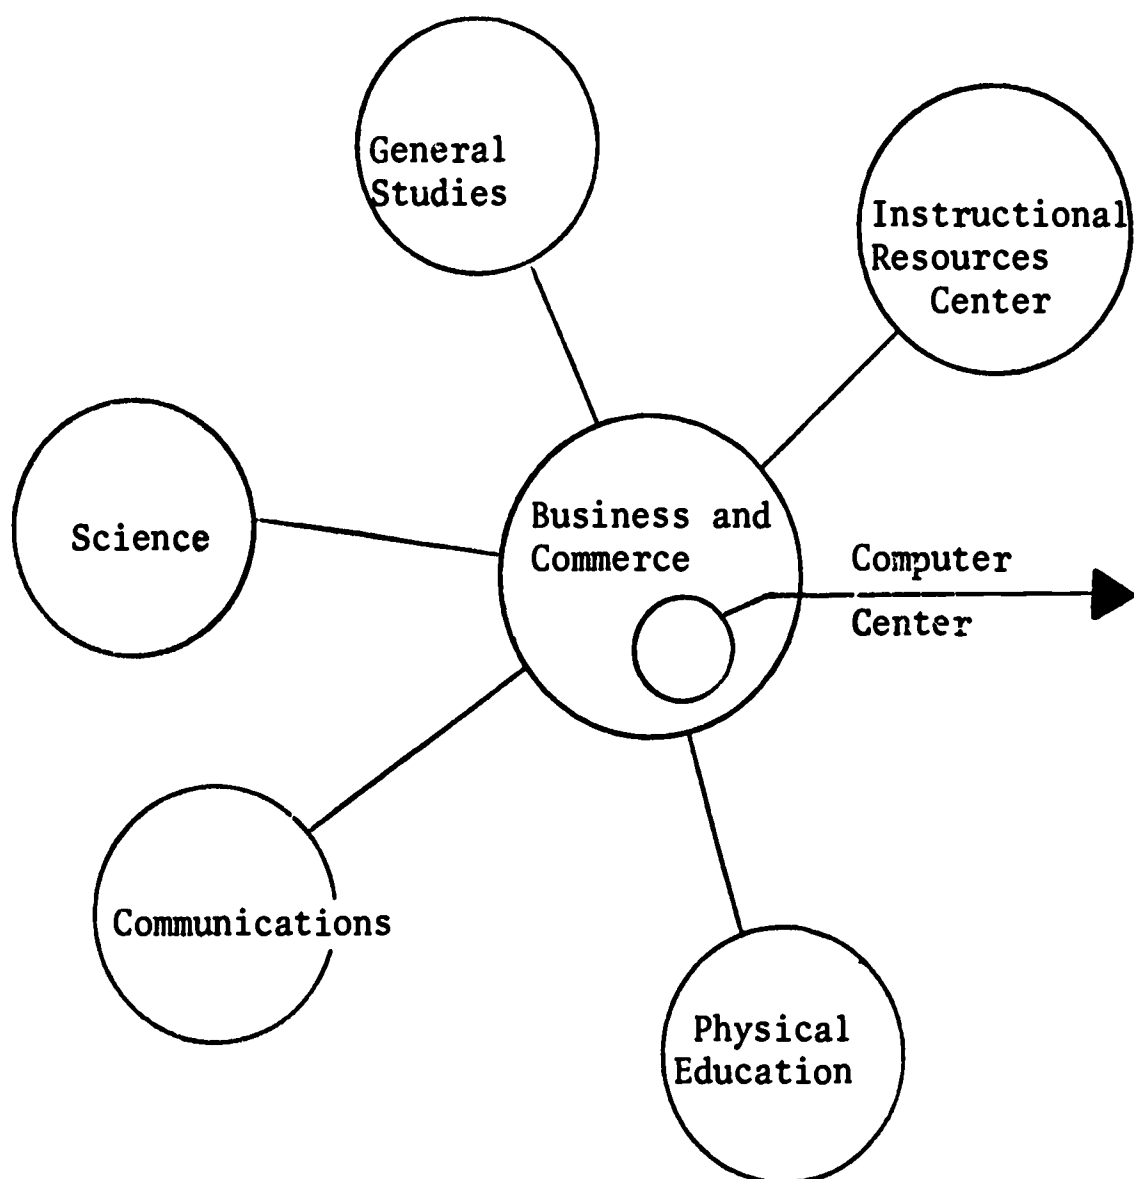 General
Studies
Instructional
Resources
Center
Business and
Commerce
Computer
Center
Science
Communications
Physical
Education